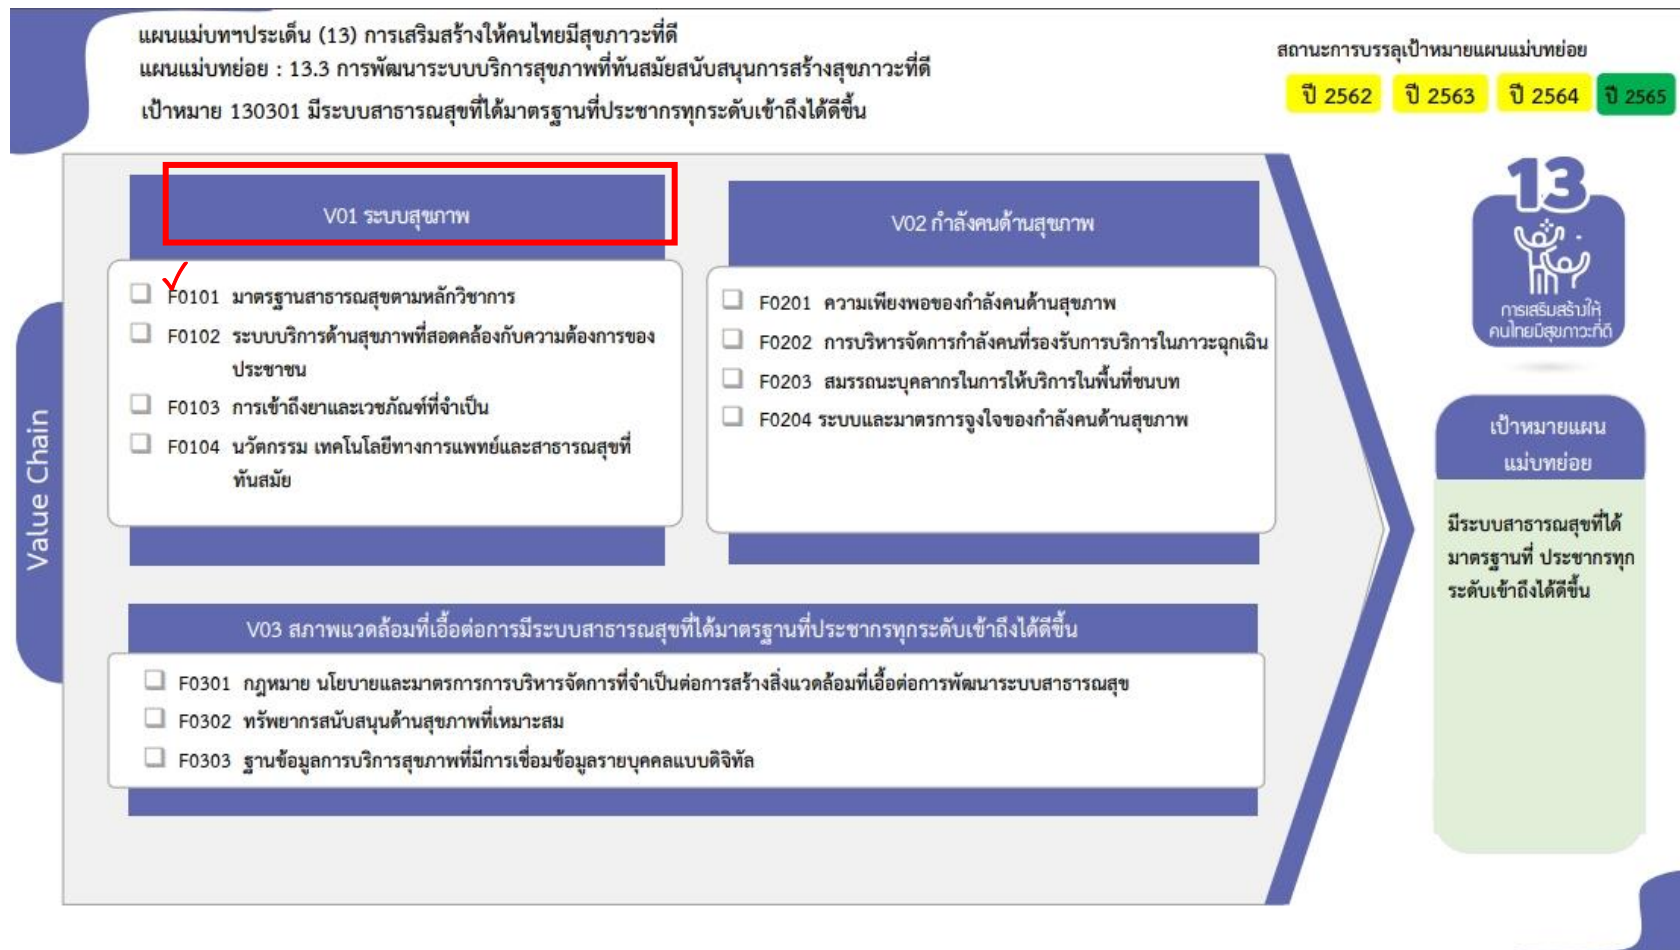 แผนแม่บทฯประเด็น (13) การเสริมสร้างให้คนไทยมีสุขภาวะที่ดี
แผนแม่บทย่อย : 13.3 การพัฒนาระบบบริการสุขภาพที่ทันสมัยสนับสนุนการสร้างสุขภาวะที่ดี
เป้าหมาย 130301 มีระบบสาธารณสุขที่ได้มาตรฐานที่ประชากรทุกระดับเข้าถึงได้ดีขึ้น
สถานะการบรรลุเป้าหมายแผนแม่บทย่อย
ปี 2562 ปี 2563 ปี 2564 ปี 2565
Value Chain
V01 ระบบสุขภาพ
F0101 มาตรฐานสาธารณสุขตามหลักวิชาการ
F0102 ระบบบริการด้านสุขภาพที่สอดคล้องกับความต้องการของ
ประชาชน
F0103 การเข้าถึงยาและเวชภัณฑ์ที่จำเป็น
F0104 นวัตกรรม เทคโนโลยีทางการแพทย์และสาธารณสุขที่
ทันสมัย
V02 กำลังคนด้านสุขภาพ
F0201 ความเพียงพอของกำลังคนด้านสุขภาพ
F0202 การบริหารจัดการกำลังคนที่รองรับการบริการในภาวะฉุกเฉิน
F0203 สมรรถนะบุคลากรในการให้บริการในพื้นที่ชนบท
F0204 ระบบและมาตรการจูงใจของกำลังคนด้านสุขภาพ
V03 สภาพแวดล้อมที่เอื้อต่อการมีระบบสาธารณสุขที่ได้มาตรฐานที่ประชากรทุกระดับเข้าถึงได้ดีขึ้น
F0301 กฎหมาย นโยบายและมาตรการการบริหารจัดการที่จำเป็นต่อการสร้างสิ่งแวดล้อมที่เอื้อต่อการพัฒนาระบบสาธารณสุข
F0302 ทรัพยากรสนับสนุนด้านสุขภาพที่เหมาะสม
F0303 ฐานข้อมูลการบริการสุขภาพที่มีการเชื่อมข้อมูลรายบุคคลแบบดิจิทัล
13
การเสริมสร้างให้
คนไทยมีสุขภาวะที่ดี
เป้าหมายแผน
แม่บทย่อย
มีระบบสาธารณสุขที่ได้
มาตรฐานที่ ประชากรทุก
ระดับเข้าถึงได้ดีขึ้น